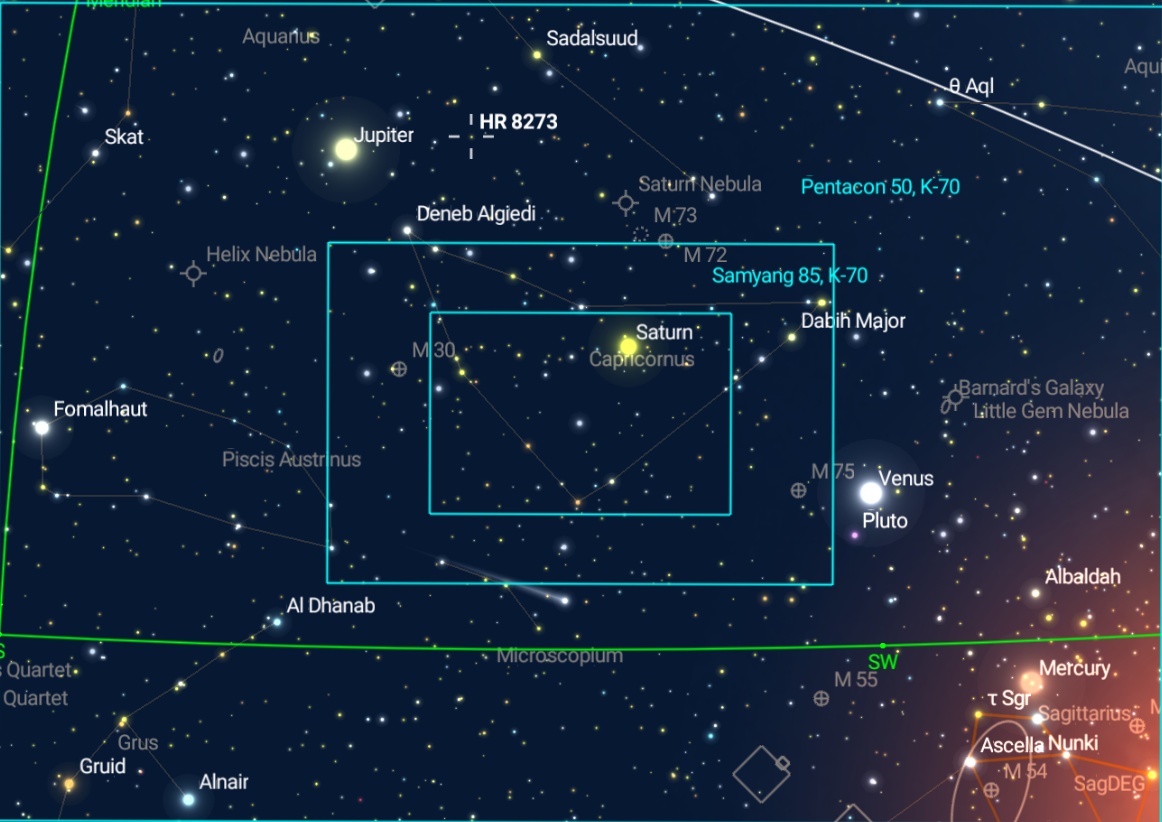 Meridian
Aquarius
Sadalsuud
Aqui
θ Aql
HR 8273
Skat
Jupiter
Saturn Nebula
Pentacon 50, K-70
Deneb Algiedi
M 73
Helix Nebula
M 72
Samyang 85, K-70
Saturn
Dabih Major
M 30
Capricornus
Barnard's Galaxy
Little Gem Nebula
Fomalhaut
Piscis Austrinus
M 75
Venus
Pluto
Albaldah
Al Dhanab
S
Microscopium
SW
s Quartet
Quartet
Mercury
M 55
τ Sgr
Sagittarius
M
Grus
Ascella
Nunki
Gruid
M 54
Alnair
SagDEG